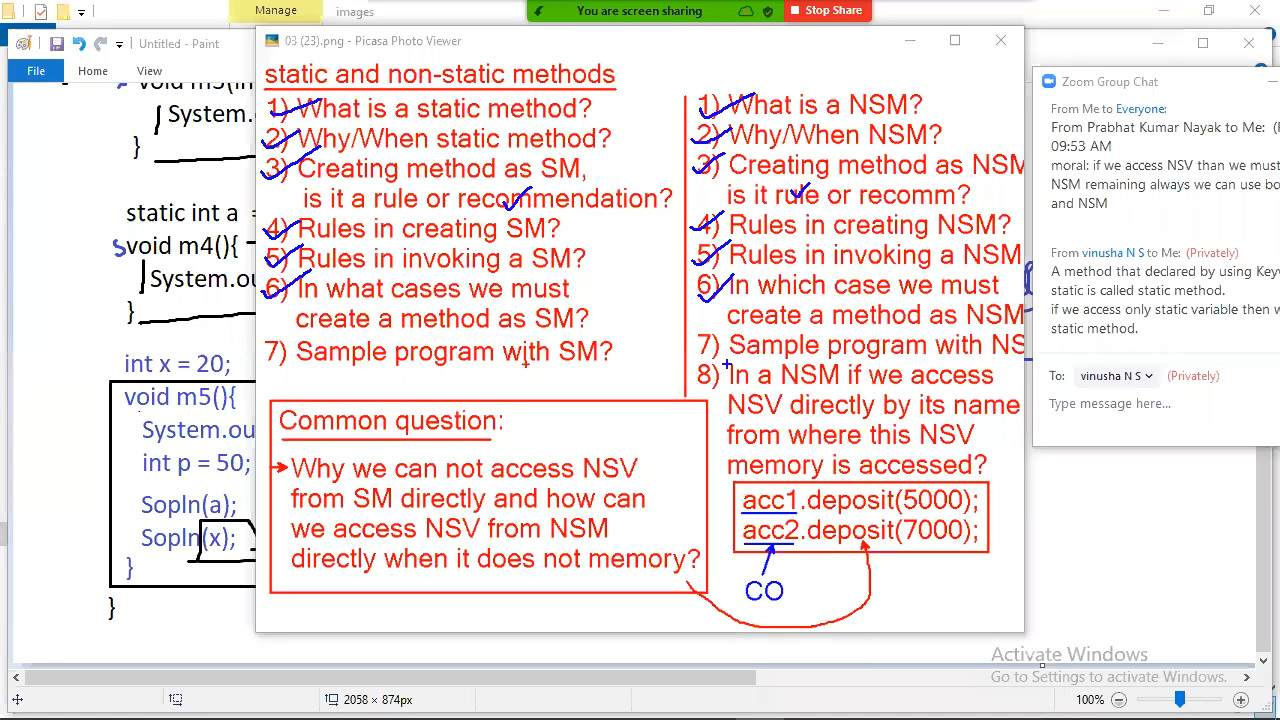 Manage
images
You are screen sharing
Stop Share
Untitled - Paint
File
Home
View
03 (23).png - Picasa Photo Viewer
void m3(in
System.o
}
static int a =
s void m4(){
System.ou
}
int x = 20;
void m5(){
System.ou
int p = 50;
Sopln(a);
Sopln(x);
}
}
static and non-static methods
1) What is a static method?
2) Why/When static method?
3) Creating method as SM,
is it a rule or recommendation?
4) Rules in creating SM?
5) Rules in invoking a SM?
6) In what cases we must
create a method as SM?
7) Sample program with SM?
Common question:
Why we can not access NSV
from SM directly and how can
we access NSV from NSM
directly when it does not memory?
1) What is a NSM?
2) Why/When NSM?
3) Creating method as NSM
is it rule or recomm?
4) Rules in creating NSM?
5) Rules in invoking a NSM
6) In which case we must
create a method as NSM
7) Sample program with NS
8) In a NSM if we access
NSV directly by its name
from where this NSV
memory is accessed?
acc1.deposit(5000);
acc2.deposit(7000);
CO
Zoom Group Chat
From Me to Everyone:
From Prabhat Kumar Nayak to Me: (P
09:53 AM
moral: if we access NSV than we must
NSM remaining always we can use bo
and NSM
From vinusha N S to Me: (Privately)
A method that declared by using Keyv
static is called static method.
if we access only static variable then w
static method.
To: vinusha N S (Privately)
Type message here...
Activate Windows
Go to Settings to activate Windows.
2058 × 874px
100%